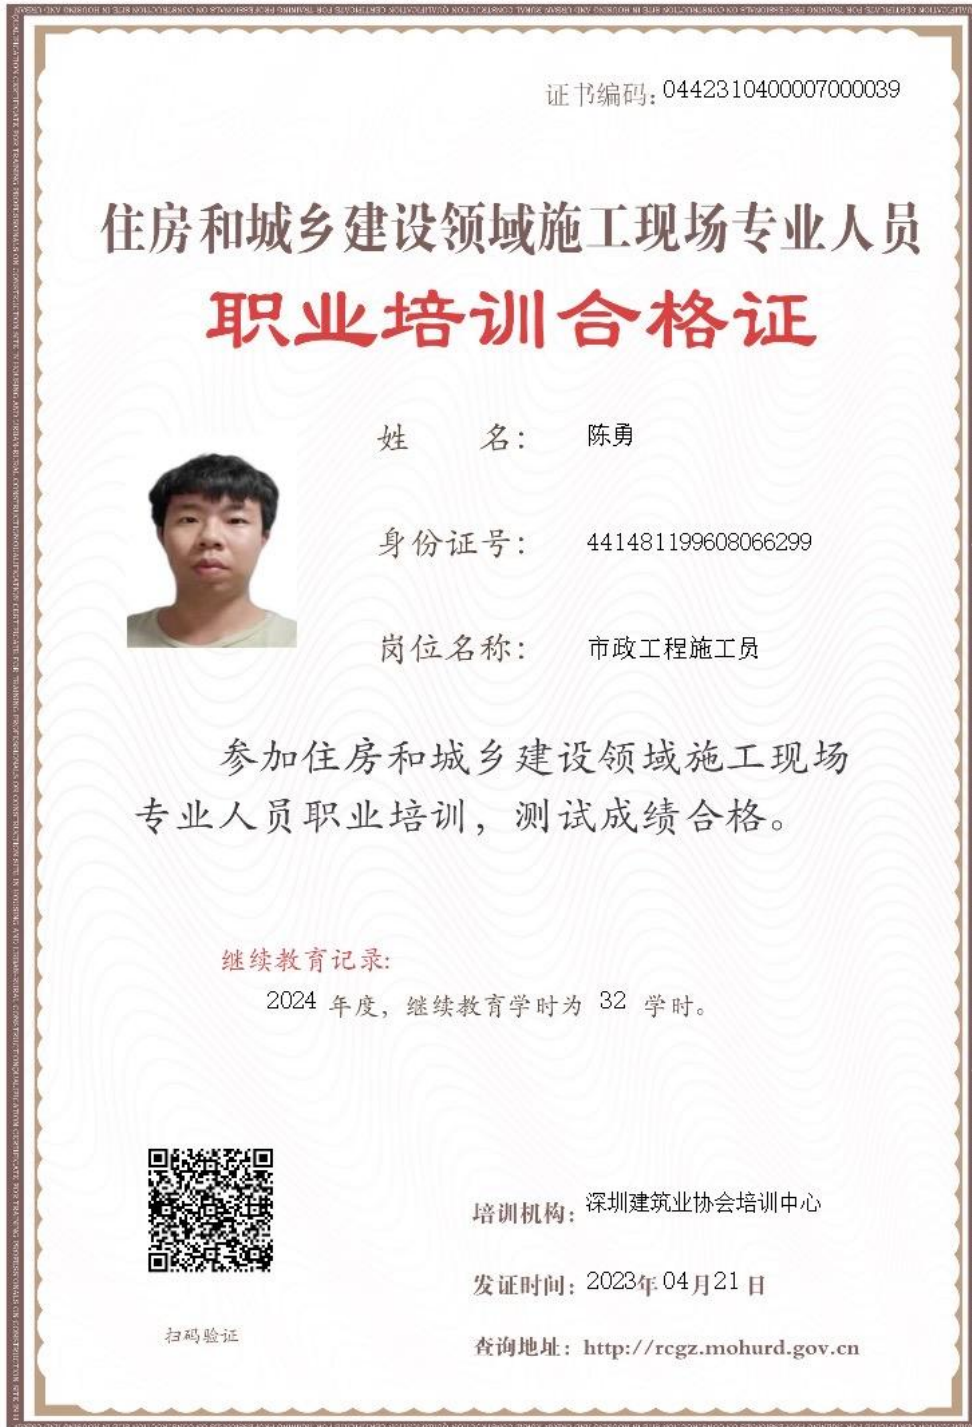 证书编码：0442310400007000039
住房和城乡建设领域施工现场专业人员
职业培训合格证
姓 名： 陈勇
身份证号： 441481199608066299
岗位名称： 市政工程施工员
参加住房和城乡建设领域施工现场
专业人员职业培训，测试成绩合格。
继续教育记录:
2024 年度，继续教育学时为 32 学时。
培训机构：深圳建筑业协会培训中心
发证时间：2023年04月21日
扫码验证
查询地址：http://rcgz.mohurd.gov.cn